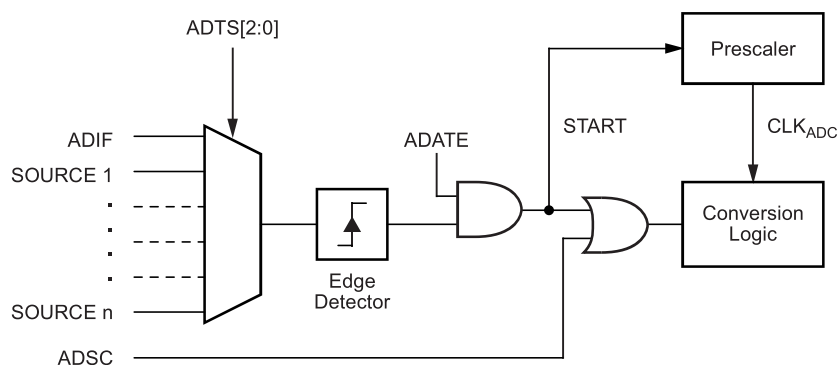 ADTS[2:0]
Prescaler
ADIF
START
CLKADC
ADATE
SOURCE 1
Conversion
Logic
Edge
Detector
SOURCE n
ADSC